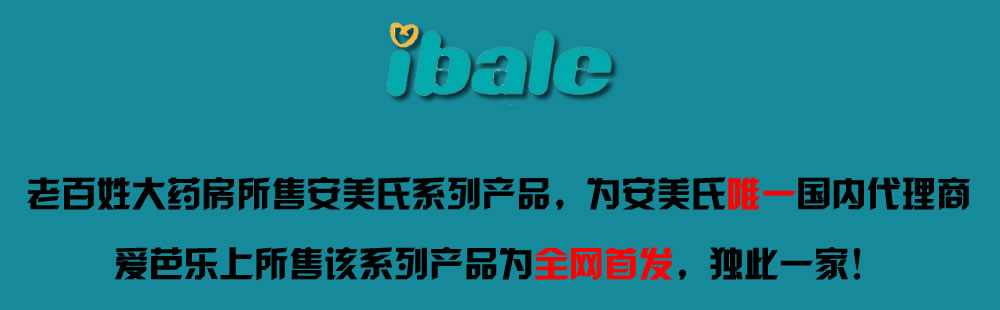 ibale
老百姓大药房所售安美氏系列产品，为安美氏唯一国内代理商
爱芭乐上所售该系列产品为全网首发，独此一家！